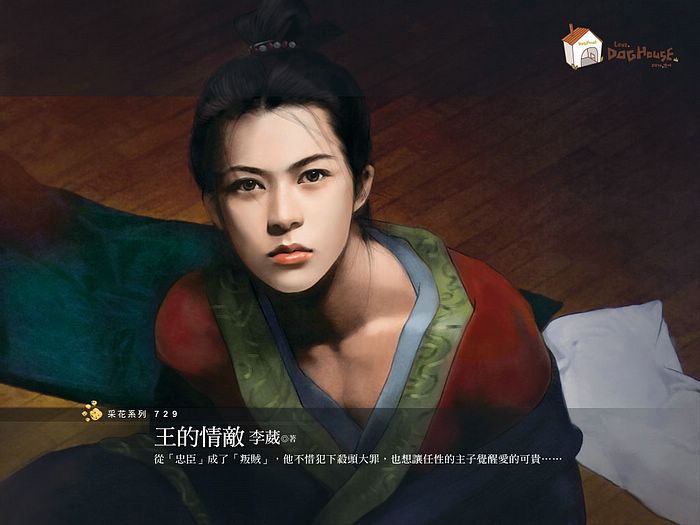 Love.
DOGHOUSE
采花系列 729
王的情敵 李葳◎著
從「忠臣」成了「叛賊」，他不惜犯下殺頭大罪，也想讓任性的主子覺醒愛的可貴……